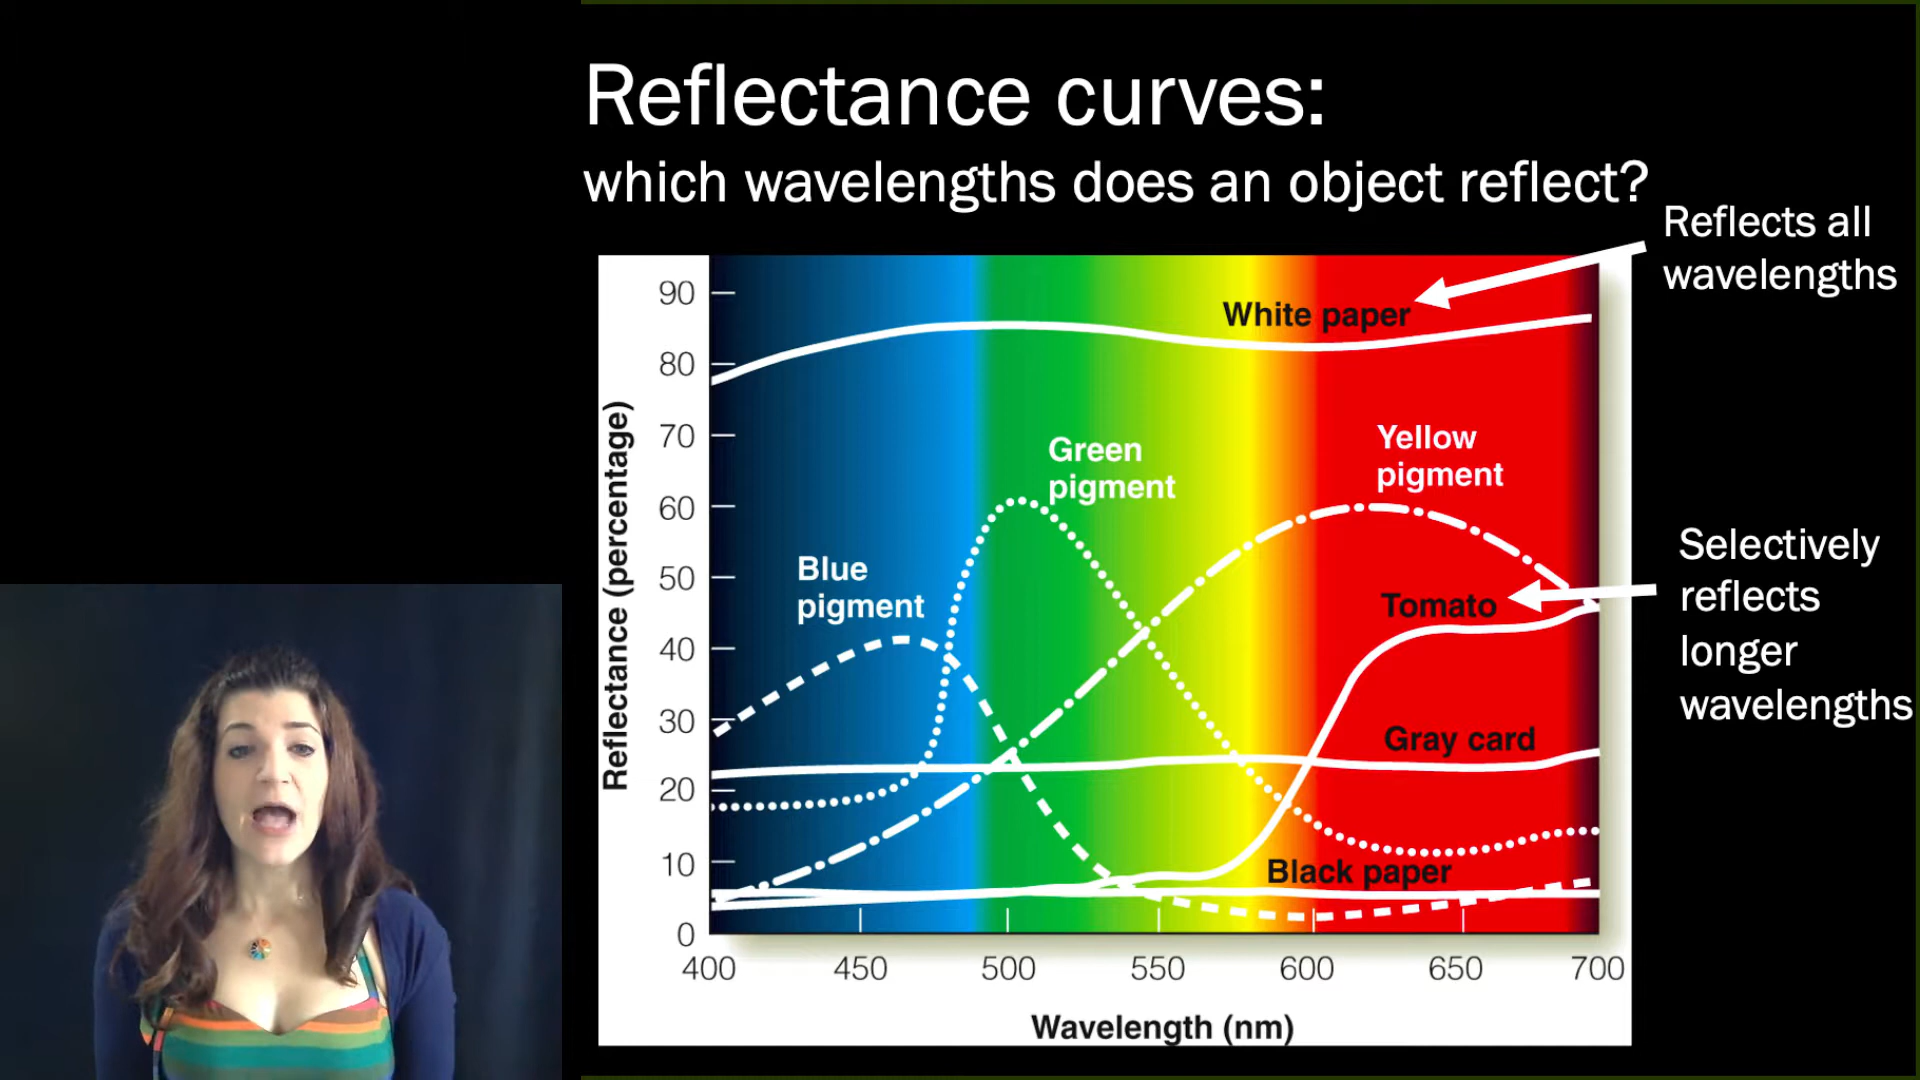 Reflectance curves:
which wavelengths does an object reflect?
Reflects all
wavelengths
90
80
70
60
50
40
30
20
10
0
Reflectance (percentage)
White paper
Green
pigment
Yellow
pigment
Blue
pigment
Tomato
Gray card
Black paper
Selectively
reflects
longer
wavelengths
400 450 500 550 600 650 700
Wavelength (nm)